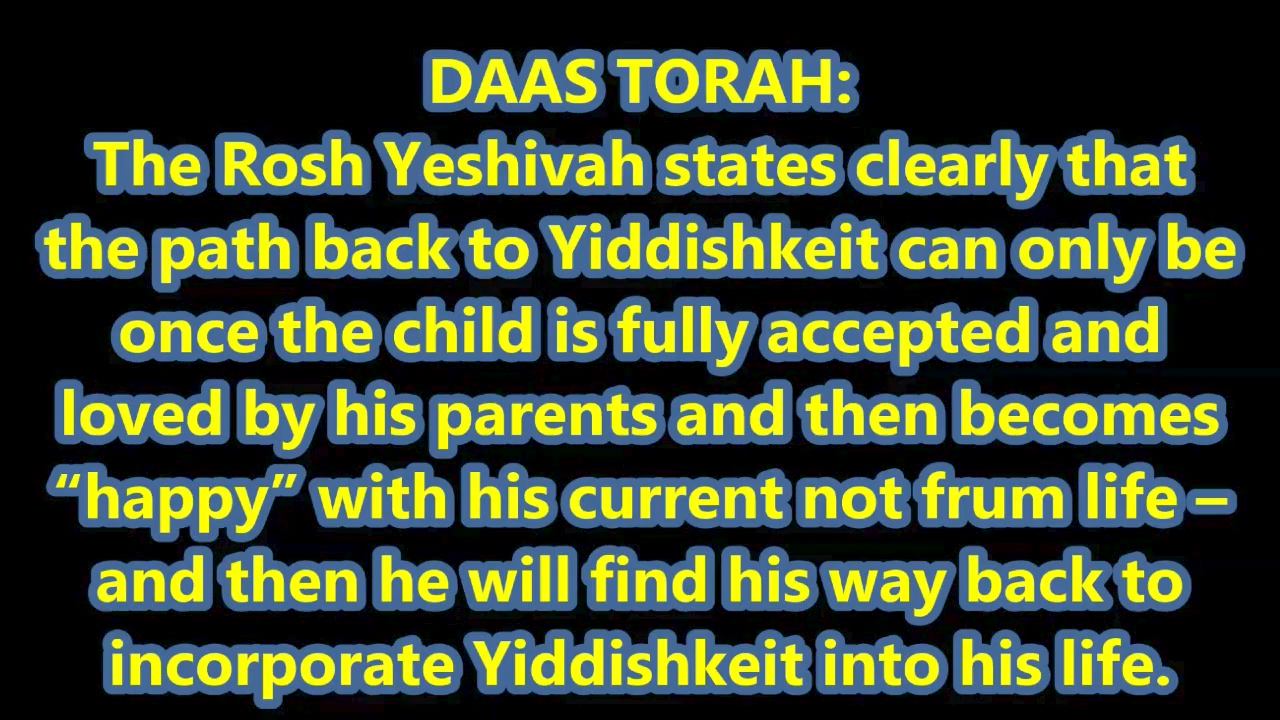 DAAS TORAH:
The Rosh Yeshivah states clearly that
the path back to Yiddishkeit can only be
once the child is fully accepted and
loved by his parents and then becomes
“happy” with his current not frum life –
and then he will find his way back to
incorporate Yiddishkeit into his life.